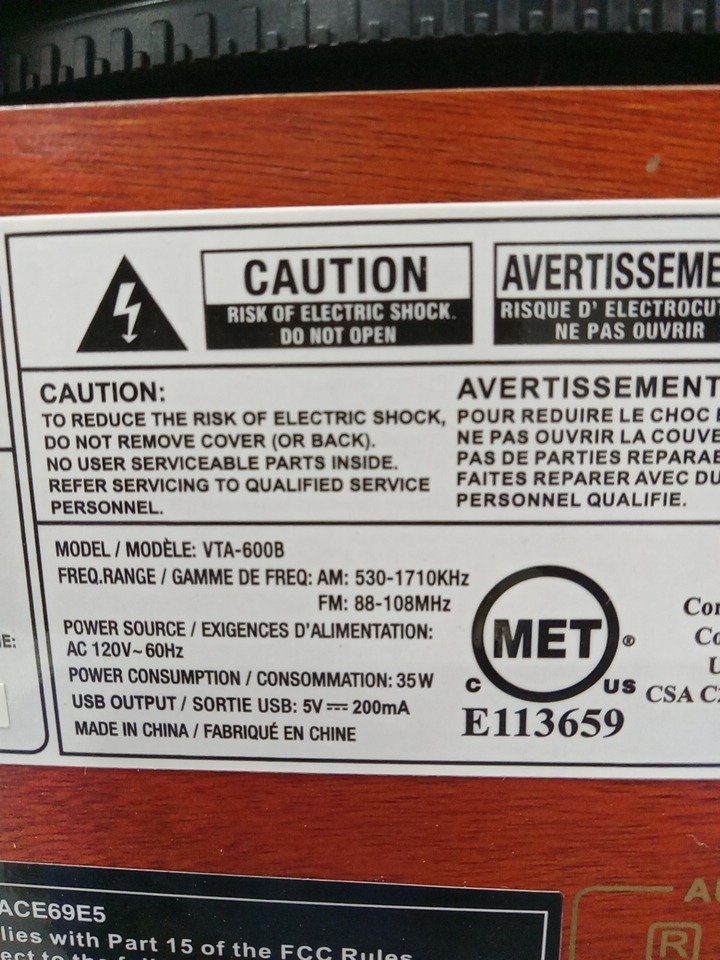 CAUTION
RISK OF ELECTRIC SHOCK.
DO NOT OPEN
AVERTISSEME
RISQUE D' ELECTROCU
NE PAS OUVRIR
CAUTION:
TO REDUCE THE RISK OF ELECTRIC SHOCK,
DO NOT REMOVE COVER (OR BACK).
NO USER SERVICEABLE PARTS INSIDE.
REFER SERVICING TO QUALIFIED SERVICE
PERSONNEL.
AVERTISSEMENT
POUR REDUIRE LE CHOC
NE PAS OUVRIR LA COUVE
PAS DE PARTIES REPARAB
FAITES REPARER AVEC DU
PERSONNEL QUALIFIE.
MODEL / MODÈLE: VTA-600B
FREQ.RANGE / GAMME DE FREQ: AM: 530-1710KHz
FM: 88-108MHz
POWER SOURCE / EXIGENCES D'ALIMENTATION:
AC 120V~60Hz
POWER CONSUMPTION / CONSOMMATION: 35W
USB OUTPUT / SORTIE USB: 5V⎓200mA
MADE IN CHINA / FABRIQUÉ EN CHINE
MET®
C US
E113659
Con
Co
U
CSA C
E:
ACE69E5
lies with Part 15 of the FCC Rules
R